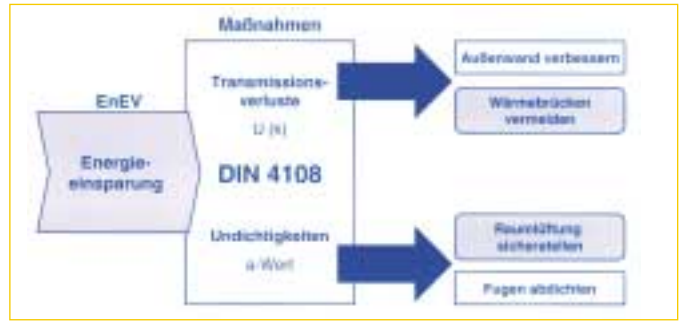 Maßnahmen
EnEV
Energie-
einsparung
Transmissions-
verluste
U (k)
DIN 4108
Undichtigkeiten
a-Wert
Außenwand verbessern
Wärmebrücken
vermeiden
Raumlüftung
sicherstellen
Fugen abdichten